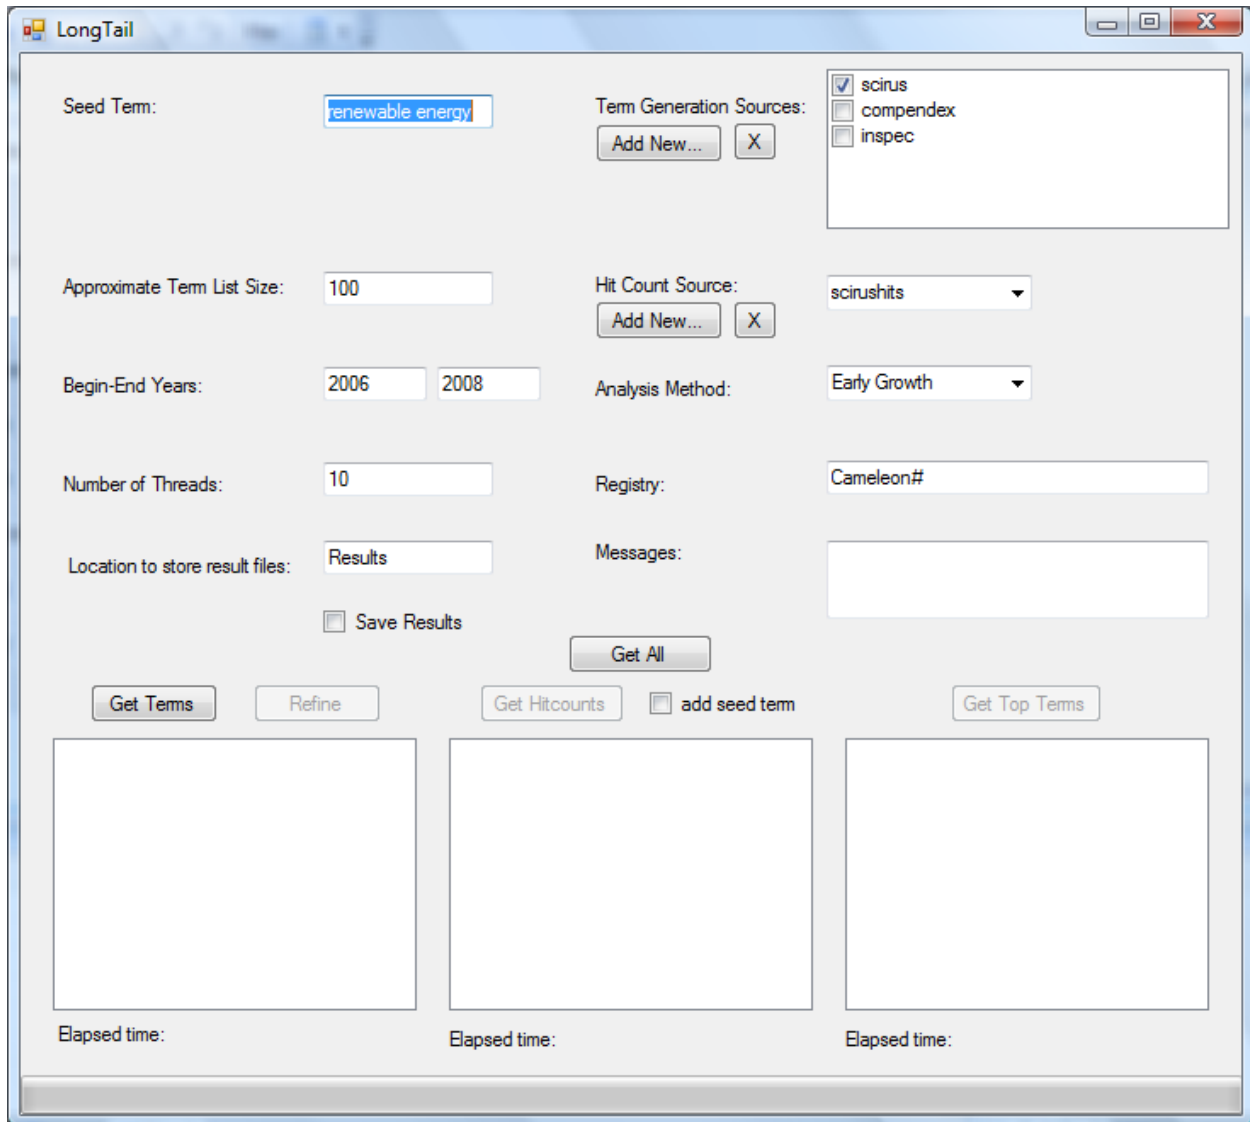 LongTail
Seed Term:
renewable energy
Term Generation Sources:
Add New...
X
scirus
compendex
inspec
Approximate Term List Size:
100
Hit Count Source:
Add New...
X
scirushits
Begin-End Years:
2006
2008
Analysis Method:
Early Growth
Number of Threads:
10
Registry:
Cameleon#
Location to store result files:
Results
Messages:
Save Results
Get All
Get Terms
Refine
Get Hitcounts
add seed term
Get Top Terms
Elapsed time:
Elapsed time:
Elapsed time: